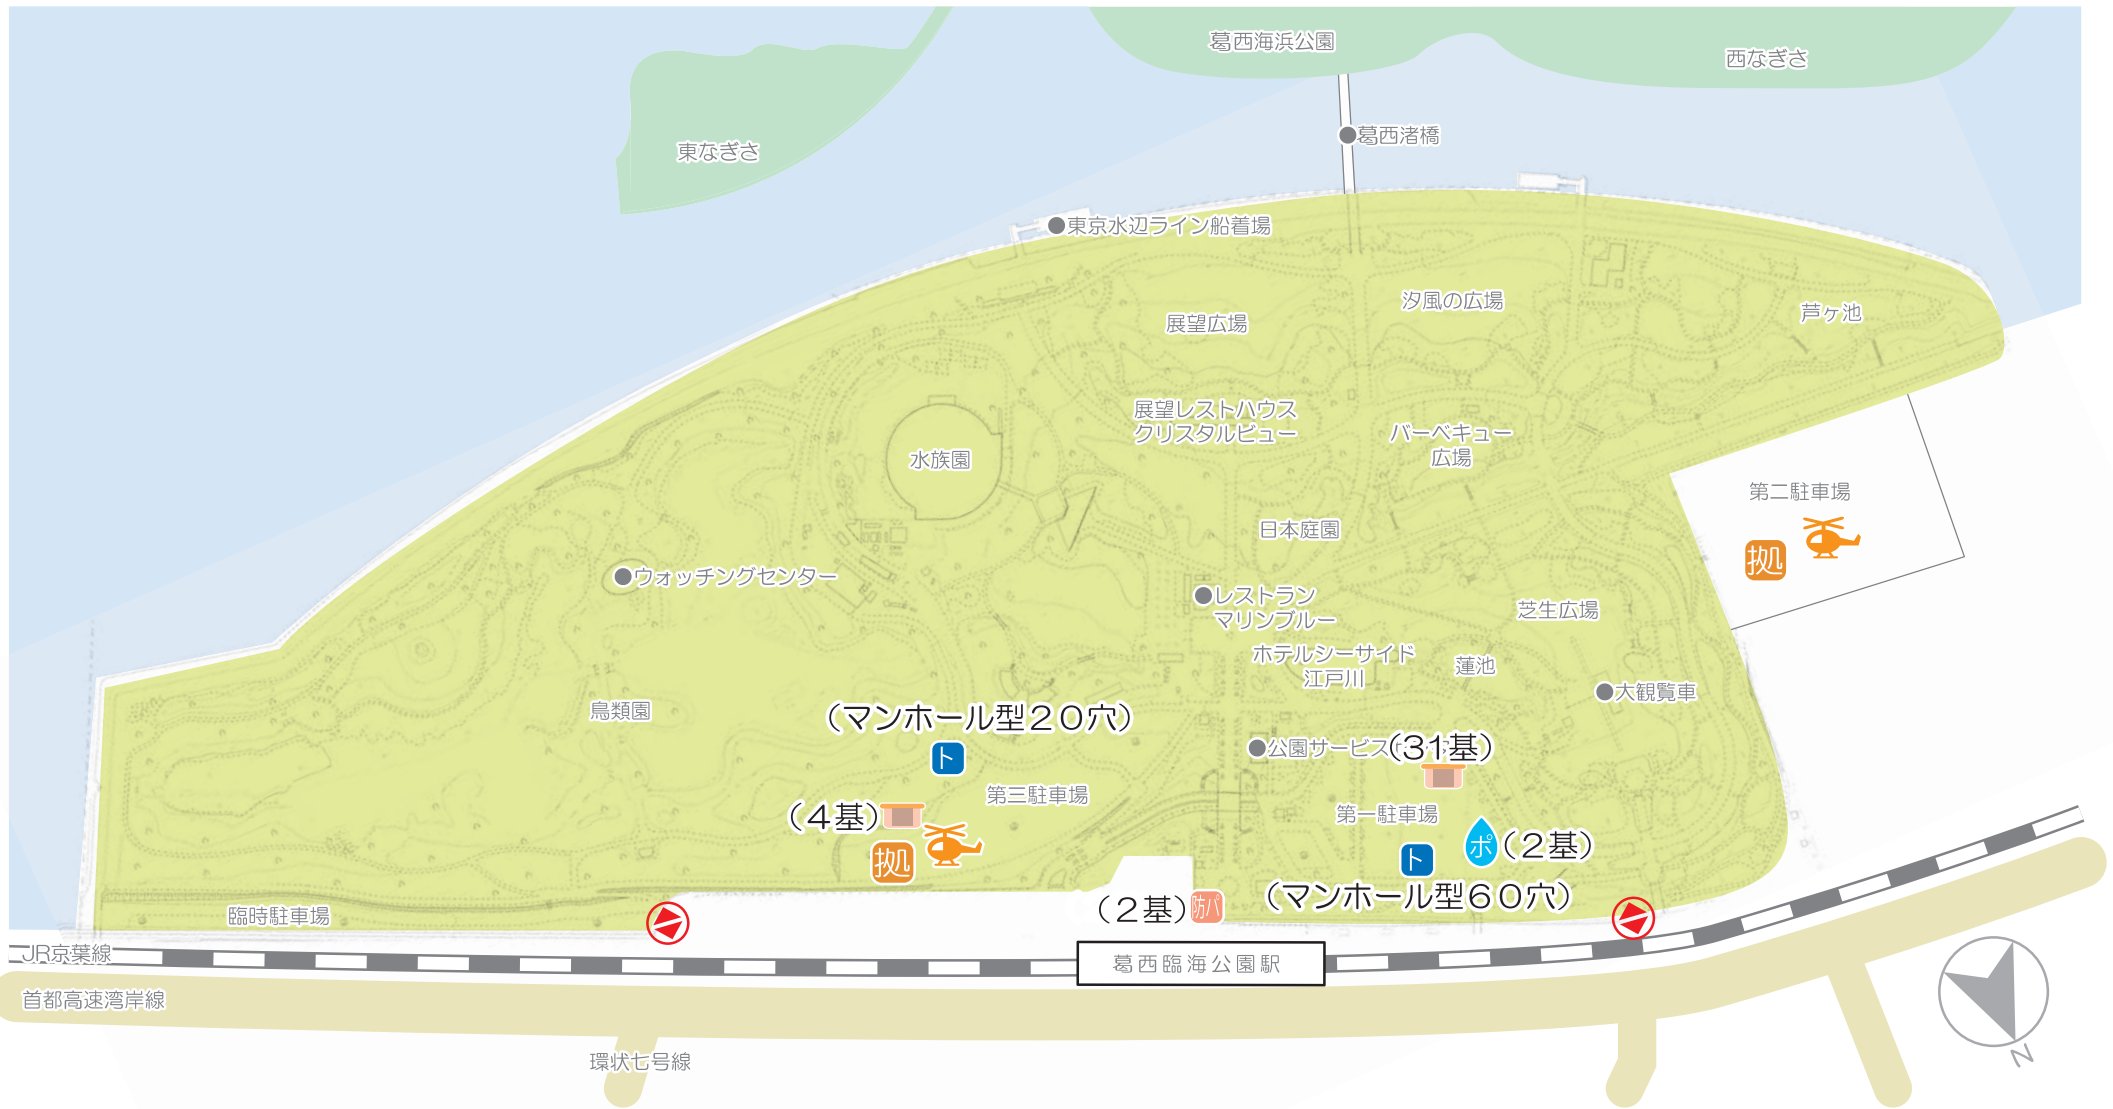 葛西海浜公園
西なぎさ
東なぎさ
葛西渚橋
東京水辺ライン船着場
汐風の広場
展望広場
芦ヶ池
展望レストハウス
クリスタルビュー
バーベキュー
広場
水族園
第二駐車場
日本庭園
拠
ウォッチングセンター
レストラン
マリンブルー
芝生広場
ホテルシーサイド
江戸川
蓮池
大観覧車
鳥類園
(マンホール型20穴)
ト
公園サービス
(31基)
第三駐車場
(4基)
拠
第一駐車場
ポ
(2基)
ト
(マンホール型60穴)
(2基)
防パ
臨時駐車場
JR京葉線
葛西臨海公園駅
首都高速湾岸線
環状七号線
N